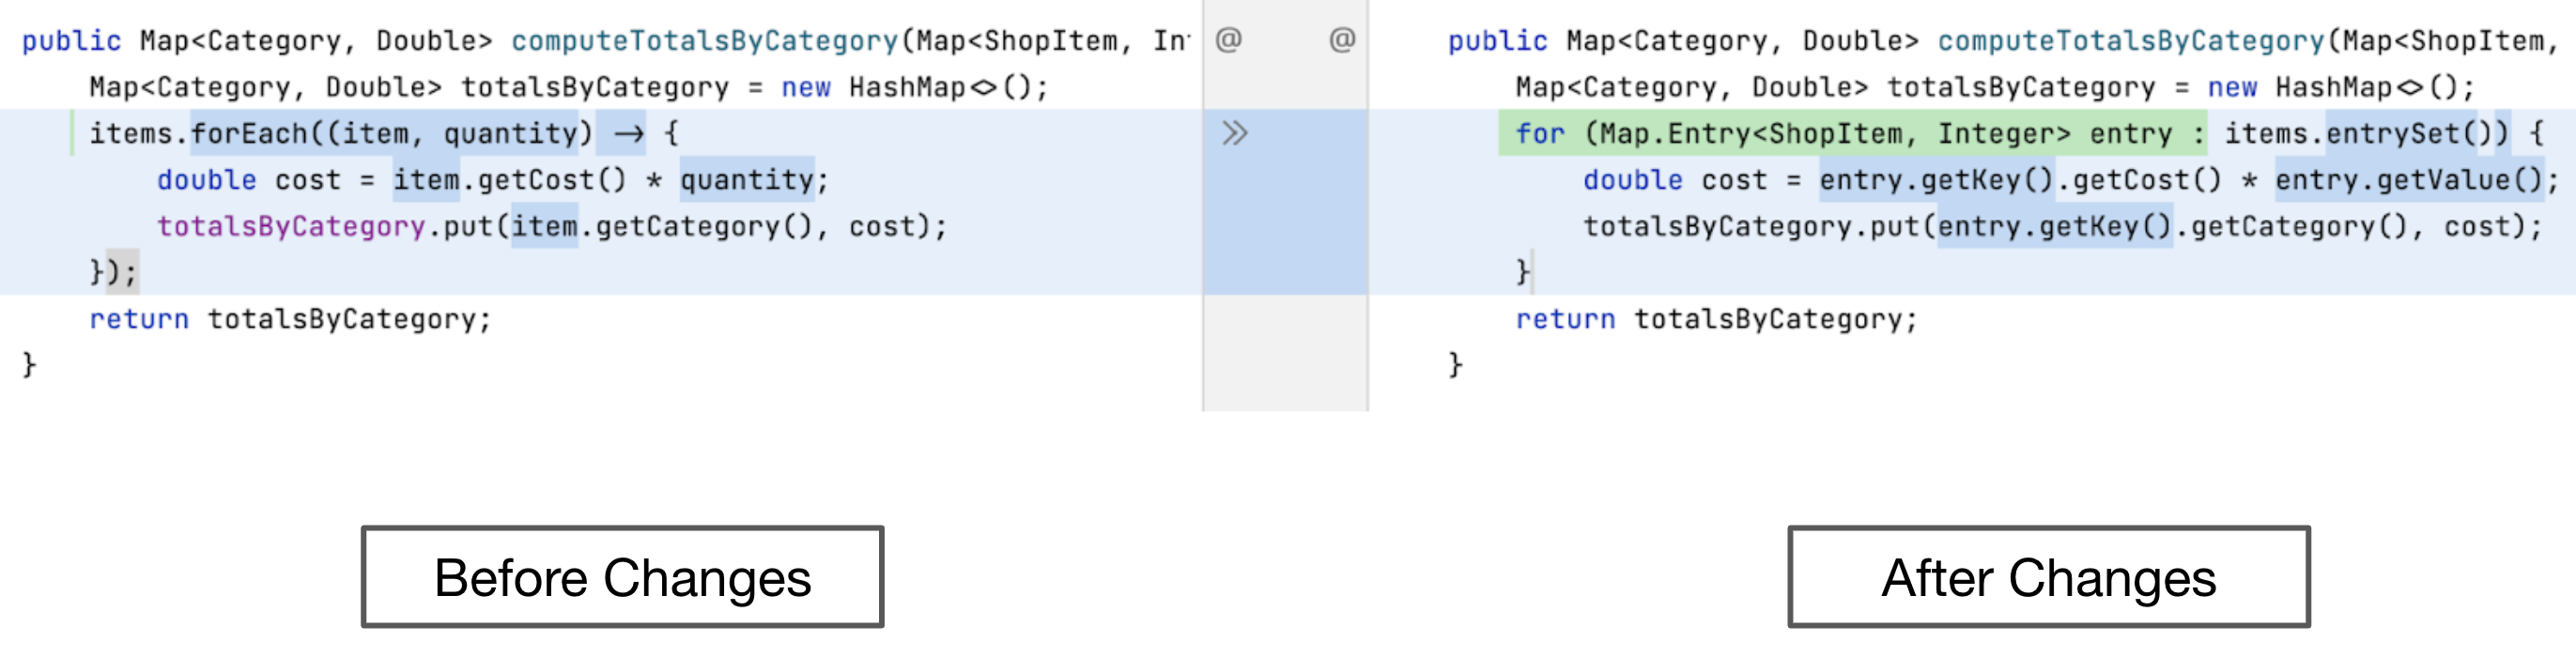 public Map<Category, Double> computeTotalsByCategory(Map<ShopItem, In
Map<Category, Double> totalsByCategory = new HashMap<>();
items.forEach((item, quantity) -> {
double cost = item.getCost() * quantity;
totalsByCategory.put(item.getCategory(), cost);
});
return totalsByCategory;
}
@ @
>>
public Map<Category, Double> computeTotalsByCategory(Map<ShopItem,
Map<Category, Double> totalsByCategory = new HashMap<>();
for (Map.Entry<ShopItem, Integer> entry : items.entrySet()) {
double cost = entry.getKey().getCost() * entry.getValue();
totalsByCategory.put(entry.getKey().getCategory(), cost);
}
return totalsByCategory;
}
Before Changes
After Changes